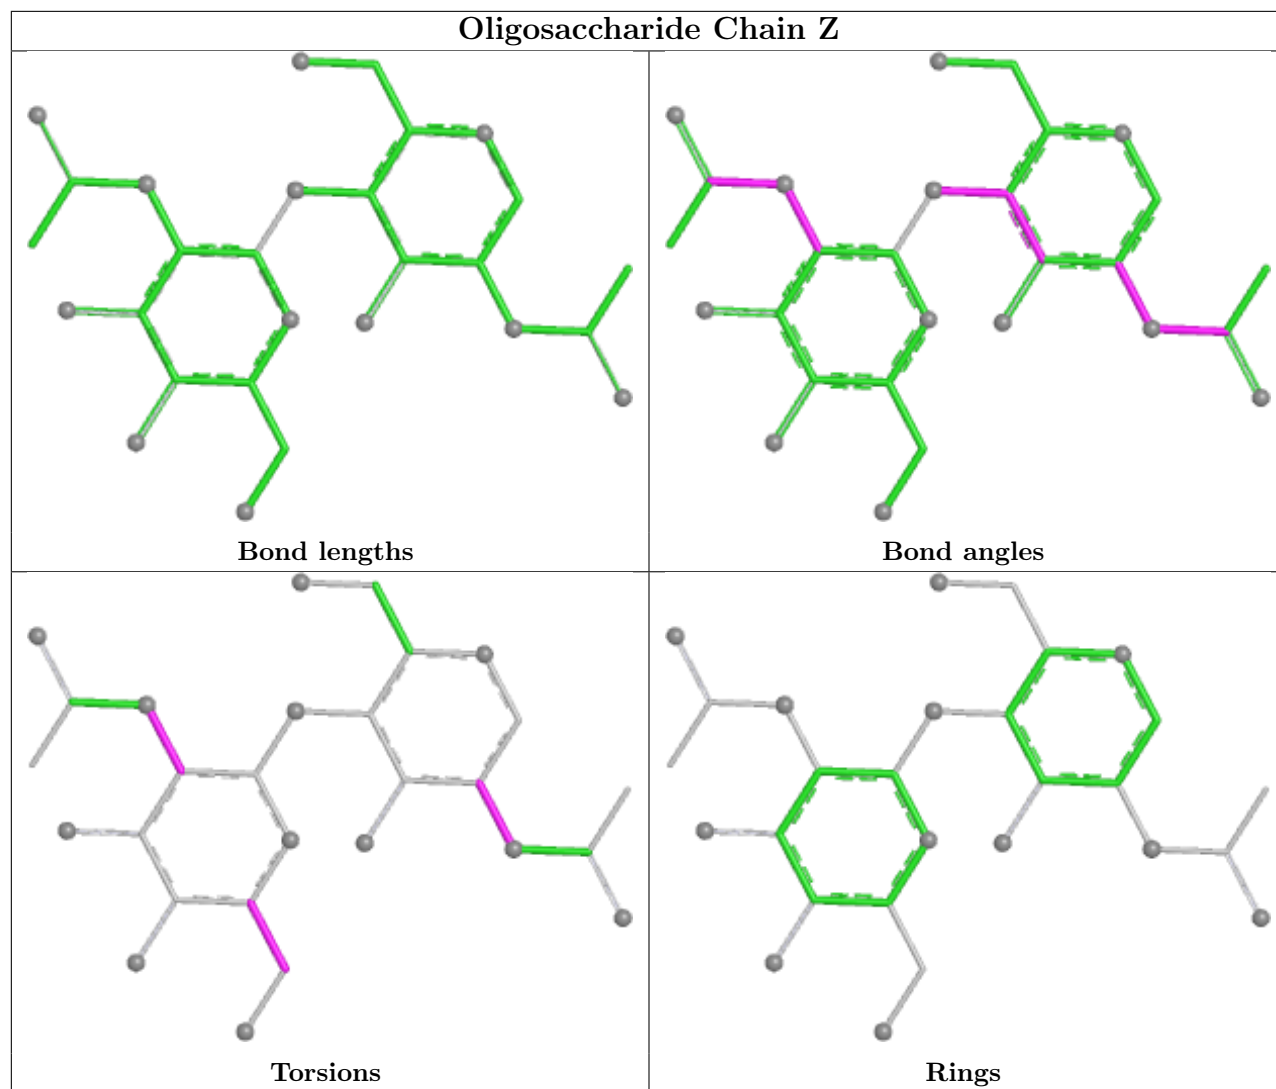 Oligosaccharide Chain Z
Bond lengths
Bond angles
Torsions
Rings